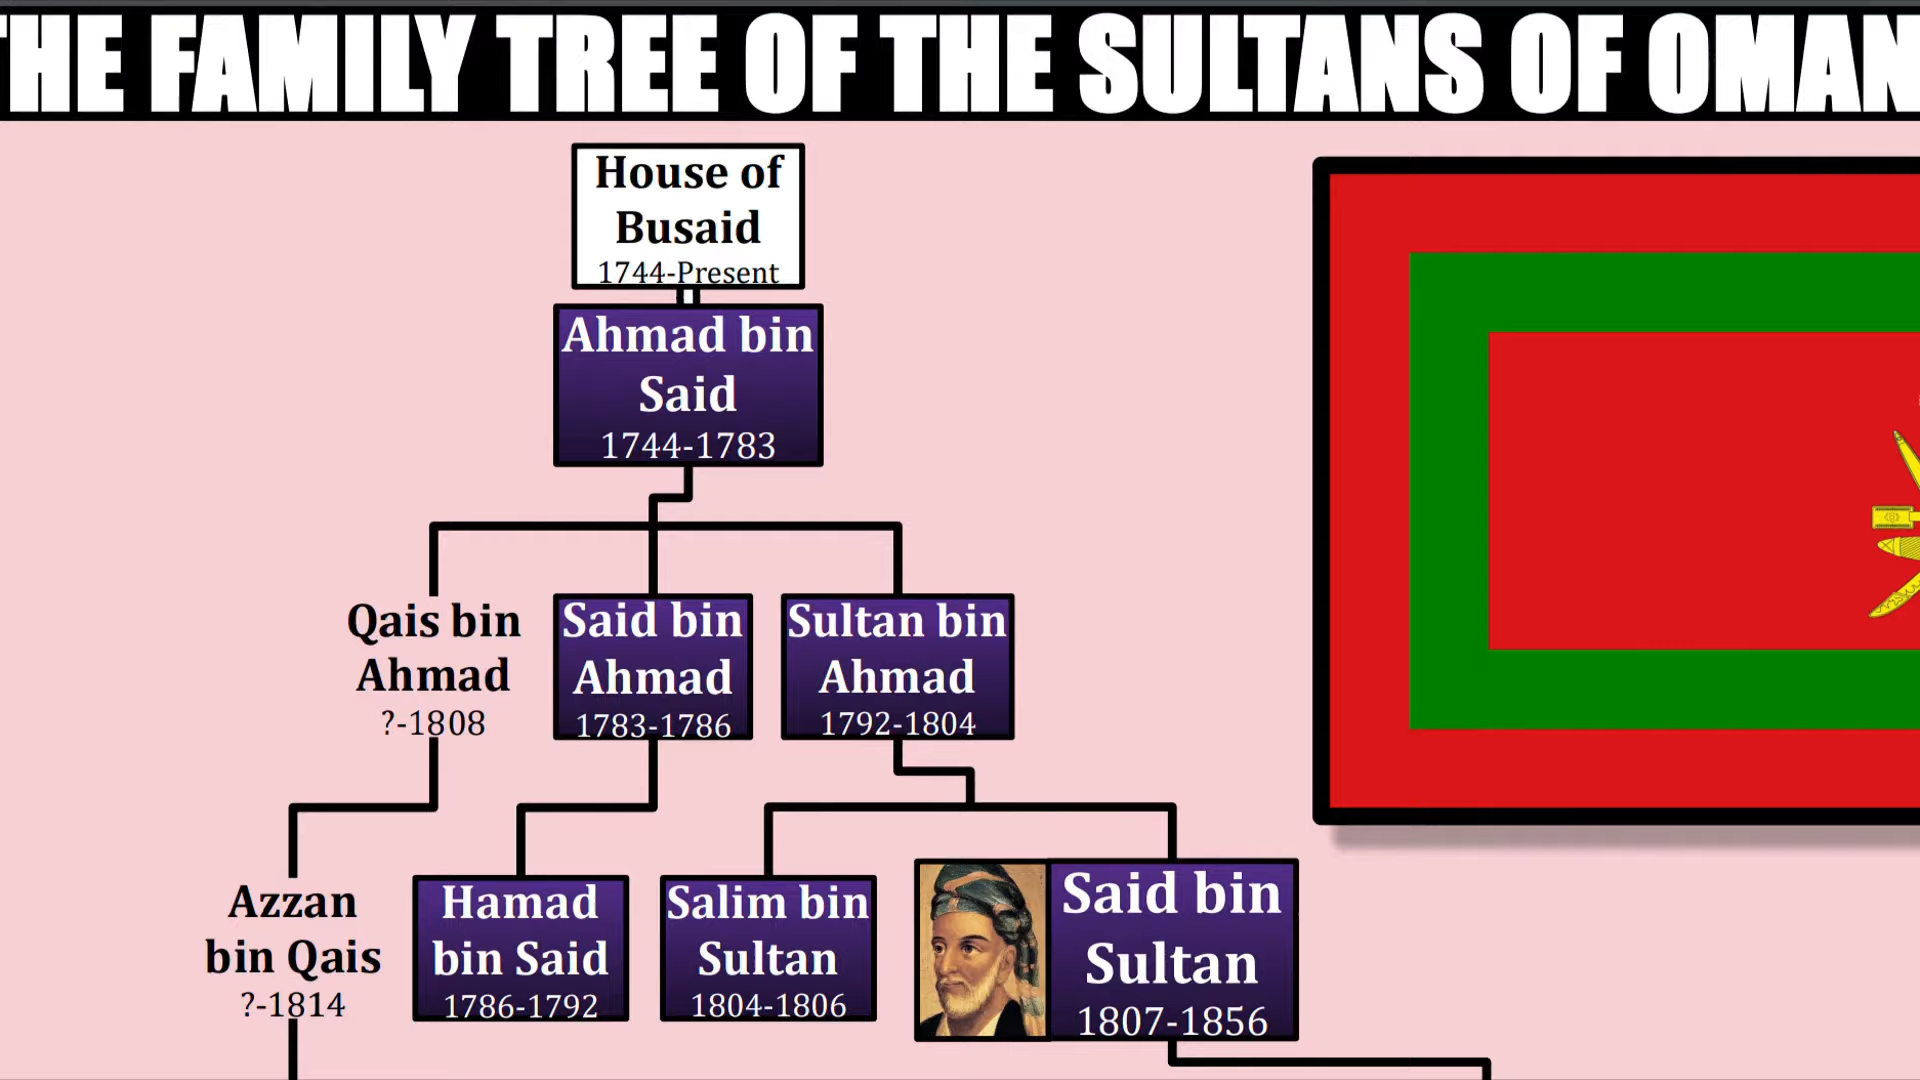 THE FAMILY TREE OF THE SULTANS OF OMAN
House of
Busaid
1744-Present
Ahmad bin
Said
1744-1783
Qais bin
Ahmad
?-1808
Said bin
Ahmad
1783-1786
Sultan bin
Ahmad
1792-1804
Azzan
bin Qais
?-1814
Hamad
bin Said
1786-1792
Salim bin
Sultan
1804-1806
Said bin
Sultan
1807-1856